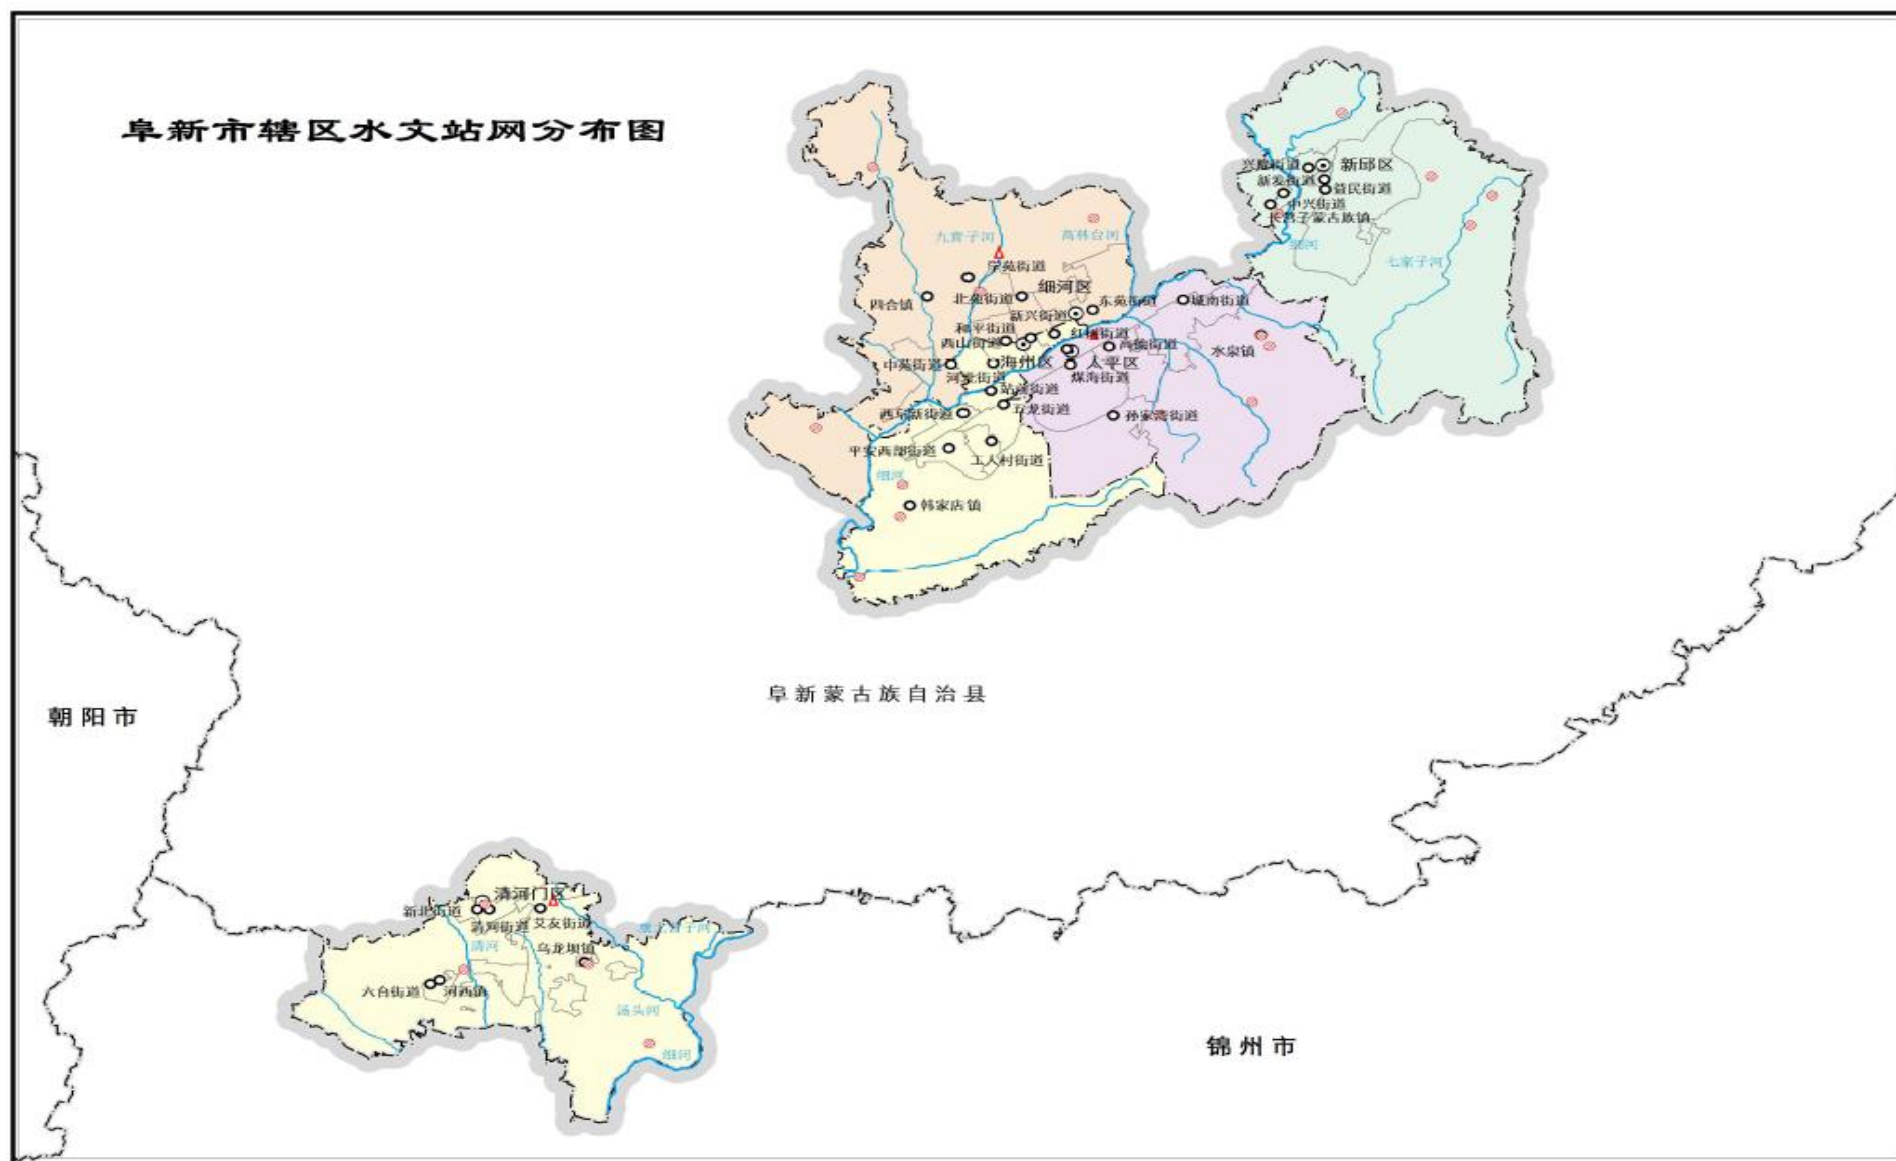 阜新市辖区水文站网分布图
兴隆街道
新邱区
新发街道
益民街道
中兴街道
长营子蒙古族镇
细河
七家子河
九营子河
高林台河
学苑街道
四合镇
北苑街道
细河区
东苑街道
城南街道
新兴街道
和平街道
红树街道
西山街道
高德街道
水泉镇
中苑街道
海州区
太平区
河北街道
煤海街道
站前街道
五龙街道
孙家湾街道
平安西部街道
工人村街道
细河
韩家店镇
阜新蒙古族自治县
朝阳市
清河门区
新北街道
清河街道
艾友街道
清河
乌龙坝镇
六台街道
河西镇
汤头河
细河
锦州市